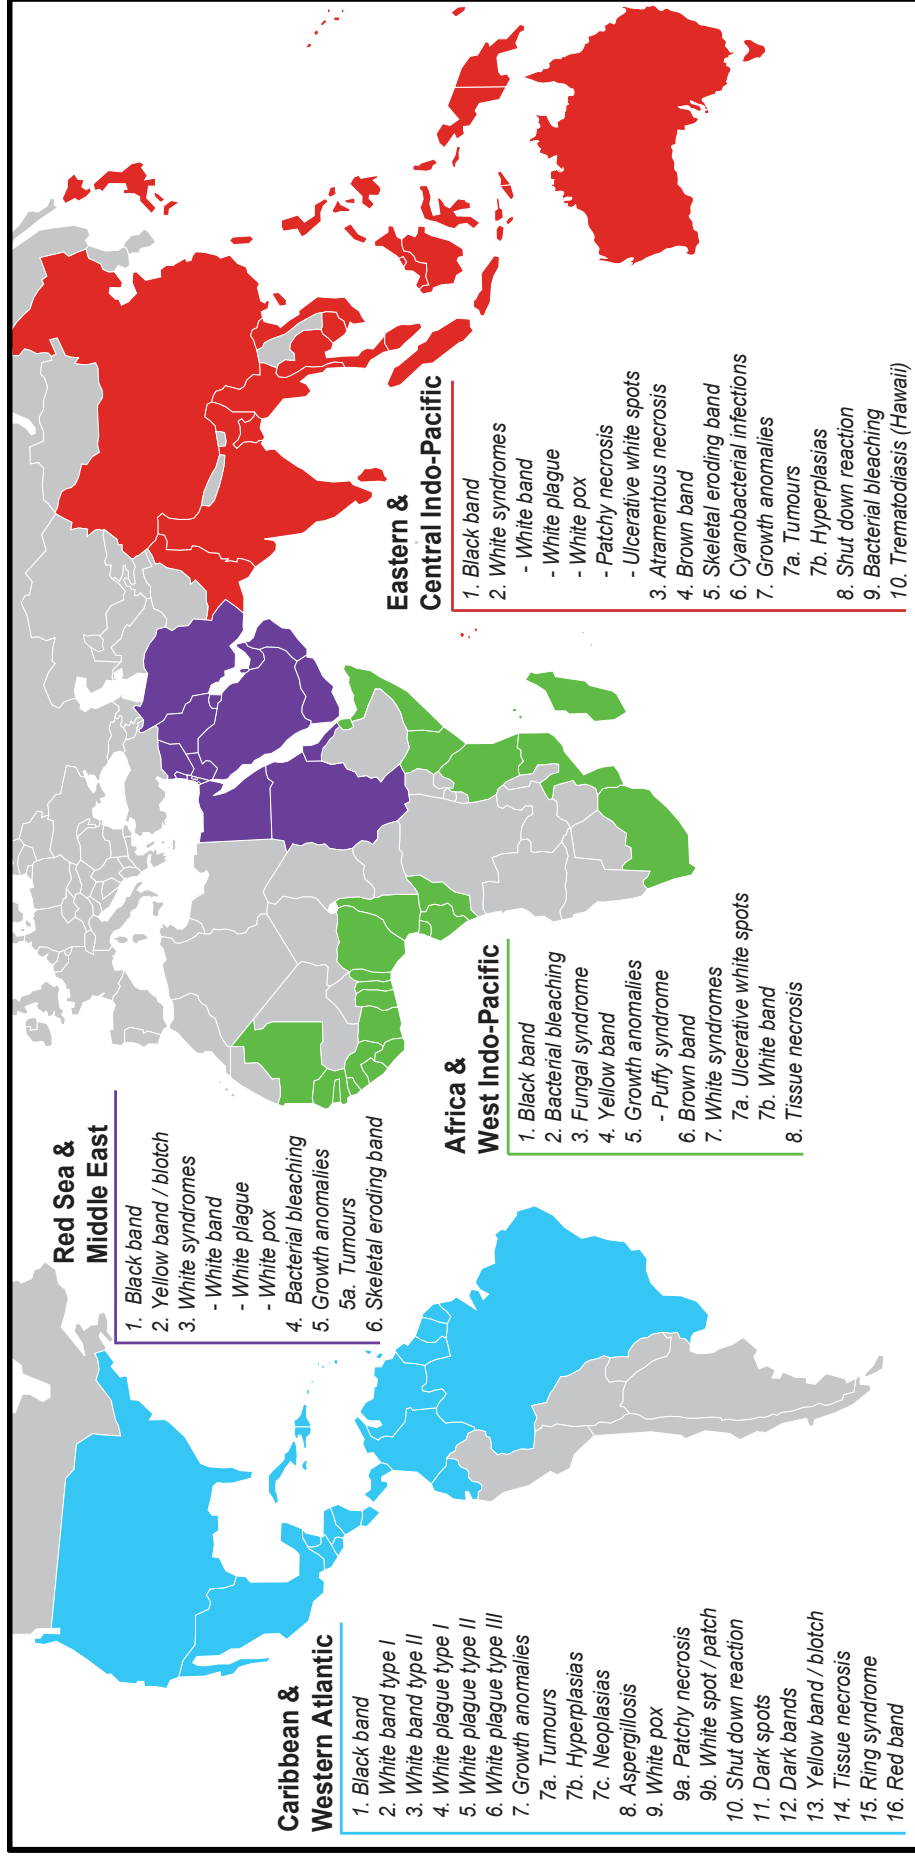 Caribbean &
Western Atlantic
1. Black band
2. White band type I
3. White band type II
4. White plague type I
5. White plague type II
6. White plague type III
7. Growth anomalies
7a. Tumours
7b. Hyperplasias
7c. Neoplasias
8. Aspergillosis
9. White pox
9a. Patchy necrosis
9b. White spot / patch
10. Shut down reaction
11. Dark spots
12. Dark bands
13. Yellow band / blotch
14. Tissue necrosis
15. Ring syndrome
16. Red band
Red Sea &
Middle East
1. Black band
2. Yellow band / blotch
3. White syndromes
- White band
- White plague
- White pox
4. Bacterial bleaching
5. Growth anomalies
5a. Tumours
6. Skeletal eroding band
Africa &
West Indo-Pacific
1. Black band
2. Bacterial bleaching
3. Fungal syndrome
4. Yellow band
5. Growth anomalies
- Puffy syndrome
6. Brown band
7. White syndromes
7a. Ulcerative white spots
7b. White band
8. Tissue necrosis
Eastern &
Central Indo-Pacific
1. Black band
2. White syndromes
- White band
- White plague
- White pox
- Patchy necrosis
- Ulcerative white spots
3. Atramentous necrosis
4. Brown band
5. Skeletal eroding band
6. Cyanobacterial infections
7. Growth anomalies
7a. Tumours
7b. Hyperplasias
8. Shut down reaction
9. Bacterial bleaching
10. Trematodiasis (Hawaii)